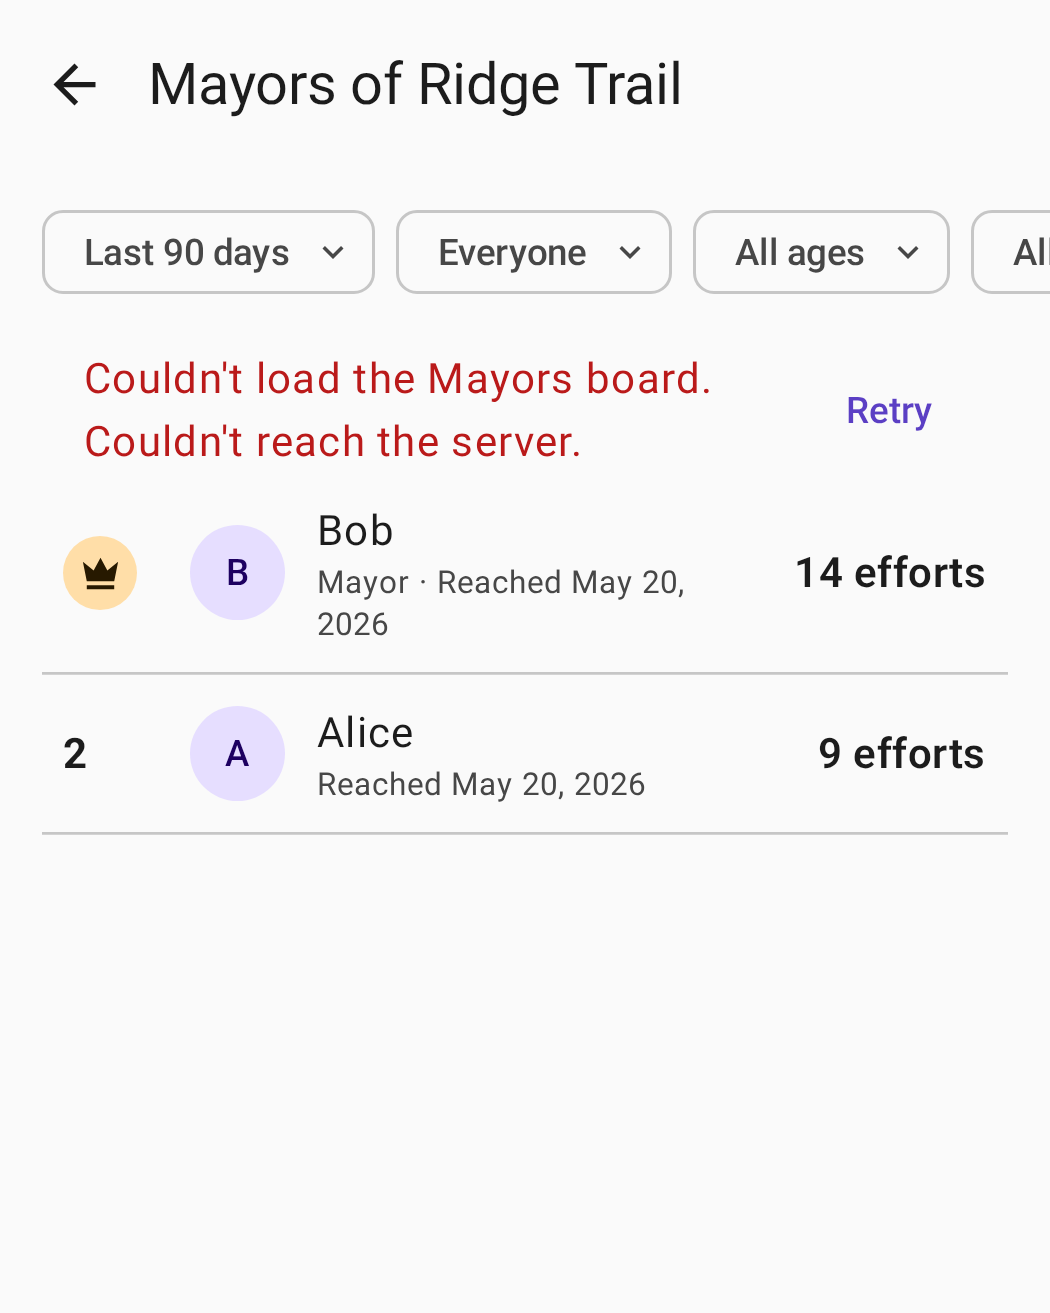 Mayors of Ridge Trail
Last 90 days
Everyone
All ages
All
Couldn't load the Mayors board.
Couldn't reach the server.
Retry
Bob
Mayor · Reached May 20,
2026
14 efforts
B
2
A
Alice
Reached May 20, 2026
9 efforts